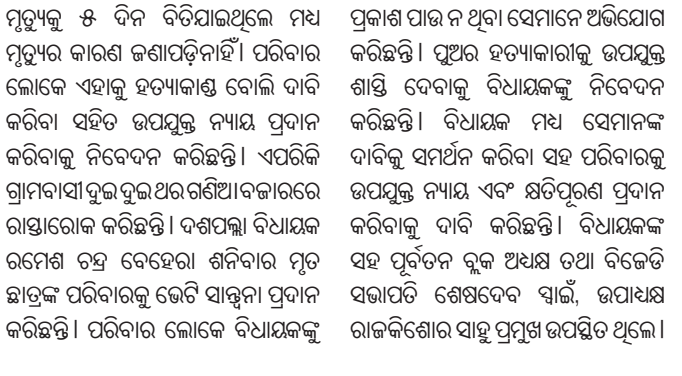 ମୃତ୍ୟୁକୁ ୫ ଦିନ ବିତିଯାଇଥିଲେ ମଧ୍ୟ
ମୃତ୍ୟୁର କାରଣ ଜଣାପଡ଼ିନାହିଁ। ପରିବାର
ଲୋକେ ଏହାକୁ ହତ୍ୟାକାଣ୍ଡ ବୋଲି ଦାବି
କରିବା ସହିତ ଉପଯୁକ୍ତ ନ୍ୟାୟ ପ୍ରଦାନ
କରିବାକୁ ନିବେଦନ କରିଛନ୍ତି। ଏପରିକି
ଗ୍ରାମବାସୀ ଦୁଇ ଦୁଇ ଥର ଗଣିଆ ବଜାରରେ
ରାସ୍ତାରୋକ କରିଛନ୍ତି। ଦଶପଲ୍ଲା ବିଧାୟକ
ରମେଶ ଚନ୍ଦ୍ର ବେହେରା ଶନିବାର ମୃତ
ଛାତ୍ରଙ୍କ ପରିବାରକୁ ଭେଟି ସାନ୍ତ୍ୱନା ପ୍ରଦାନ
କରିଛନ୍ତି। ପରିବାର ଲୋକେ ବିଧାୟକଙ୍କୁ
ପ୍ରକାଶ ପାଉ ନ ଥିବା ସେମାନେ ଅଭିଯୋଗ
କରିଛନ୍ତି। ପୁଅର ହତ୍ୟାକାରୀକୁ ଉପଯୁକ୍ତ
ଶାସ୍ତି ଦେବାକୁ ବିଧାୟକଙ୍କୁ ନିବେଦନ
କରିଛନ୍ତି। ବିଧାୟକ ମଧ୍ୟ ସେମାନଙ୍କ
ଦାବିକୁ ସମର୍ଥନ କରିବା ସହ ପରିବାରକୁ
ଉପଯୁକ୍ତ ନ୍ୟାୟ ଏବଂ କ୍ଷତିପୂରଣ ପ୍ରଦାନ
କରିବାକୁ ଦାବି କରିଛନ୍ତି। ବିଧାୟକଙ୍କ
ସହ ପୂର୍ବତନ ବ୍ଲକ ଅଧ୍ୟକ୍ଷ ତଥା ବିଜେଡି
ସଭାପତି ଶେଷଦେବ ସ୍ୱାଇଁ, ଉପାଧ୍ୟକ୍ଷ
ରାଜକିଶୋର ସାହୁ ପ୍ରମୁଖ ଉପସ୍ଥିତ ଥିଲେ।